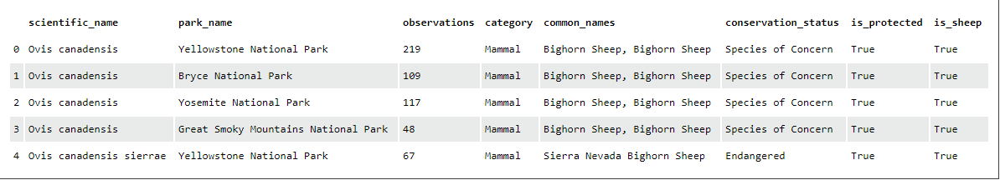 scientific_name park_name observations category common_names conservation_status is_protected is_sheep
0 Ovis canadensis Yellowstone National Park 219 Mammal Bighorn Sheep, Bighorn Sheep Species of Concern True True
1 Ovis canadensis Bryce National Park 109 Mammal Bighorn Sheep, Bighorn Sheep Species of Concern True True
2 Ovis canadensis Yosemite National Park 117 Mammal Bighorn Sheep, Bighorn Sheep Species of Concern True True
3 Ovis canadensis Great Smoky Mountains National Park 48 Mammal Bighorn Sheep, Bighorn Sheep Species of Concern True True
4 Ovis canadensis sierrae Yellowstone National Park 67 Mammal Sierra Nevada Bighorn Sheep Endangered True True